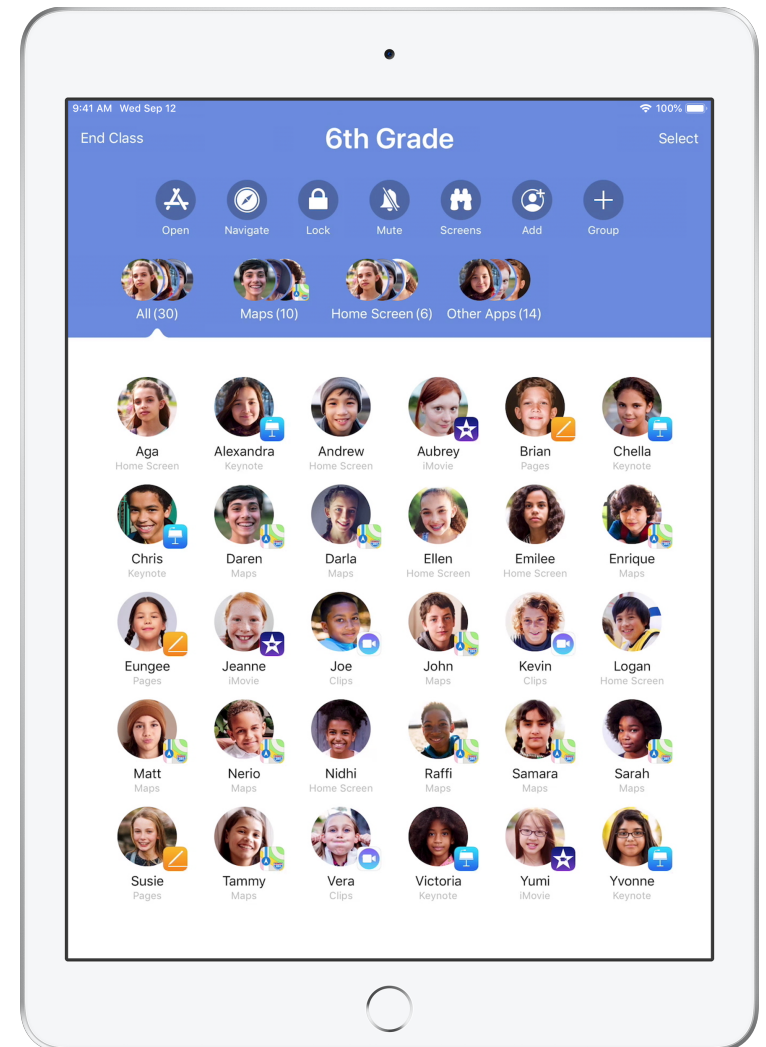 9:41 AM Wed Sep 12 100%
End Class 6th Grade Select
Open Navigate Lock Mute Screens Add Group
All (30) Maps (10) Home Screen (6) Other Apps (14)
Aga Alexandra Andrew Aubrey Brian Chella
Home Screen Keynote Home Screen iMovie Pages Keynote
Chris Daren Darla Ellen Emilee Enrique
Keynote Maps Maps Home Screen Home Screen Maps
Eungee Jeanne Joe John Kevin Logan
Pages iMovie Clips Maps Clips Home Screen
Matt Nerio Nidhi Raffi Samara Sarah
Maps Maps Home Screen Maps Maps Maps
Susie Tammy Vera Victoria Yumi Yvonne
Pages Maps Clips Keynote iMovie Keynote